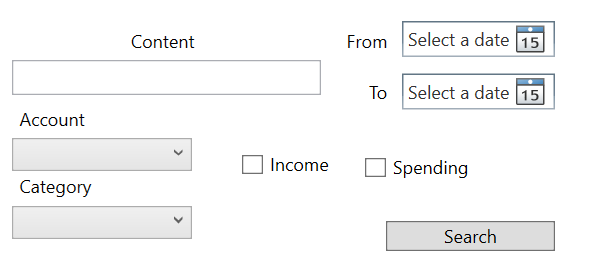 Content
From
Select a date 15
To
Select a date 15
Account
Income
Spending
Category
Search